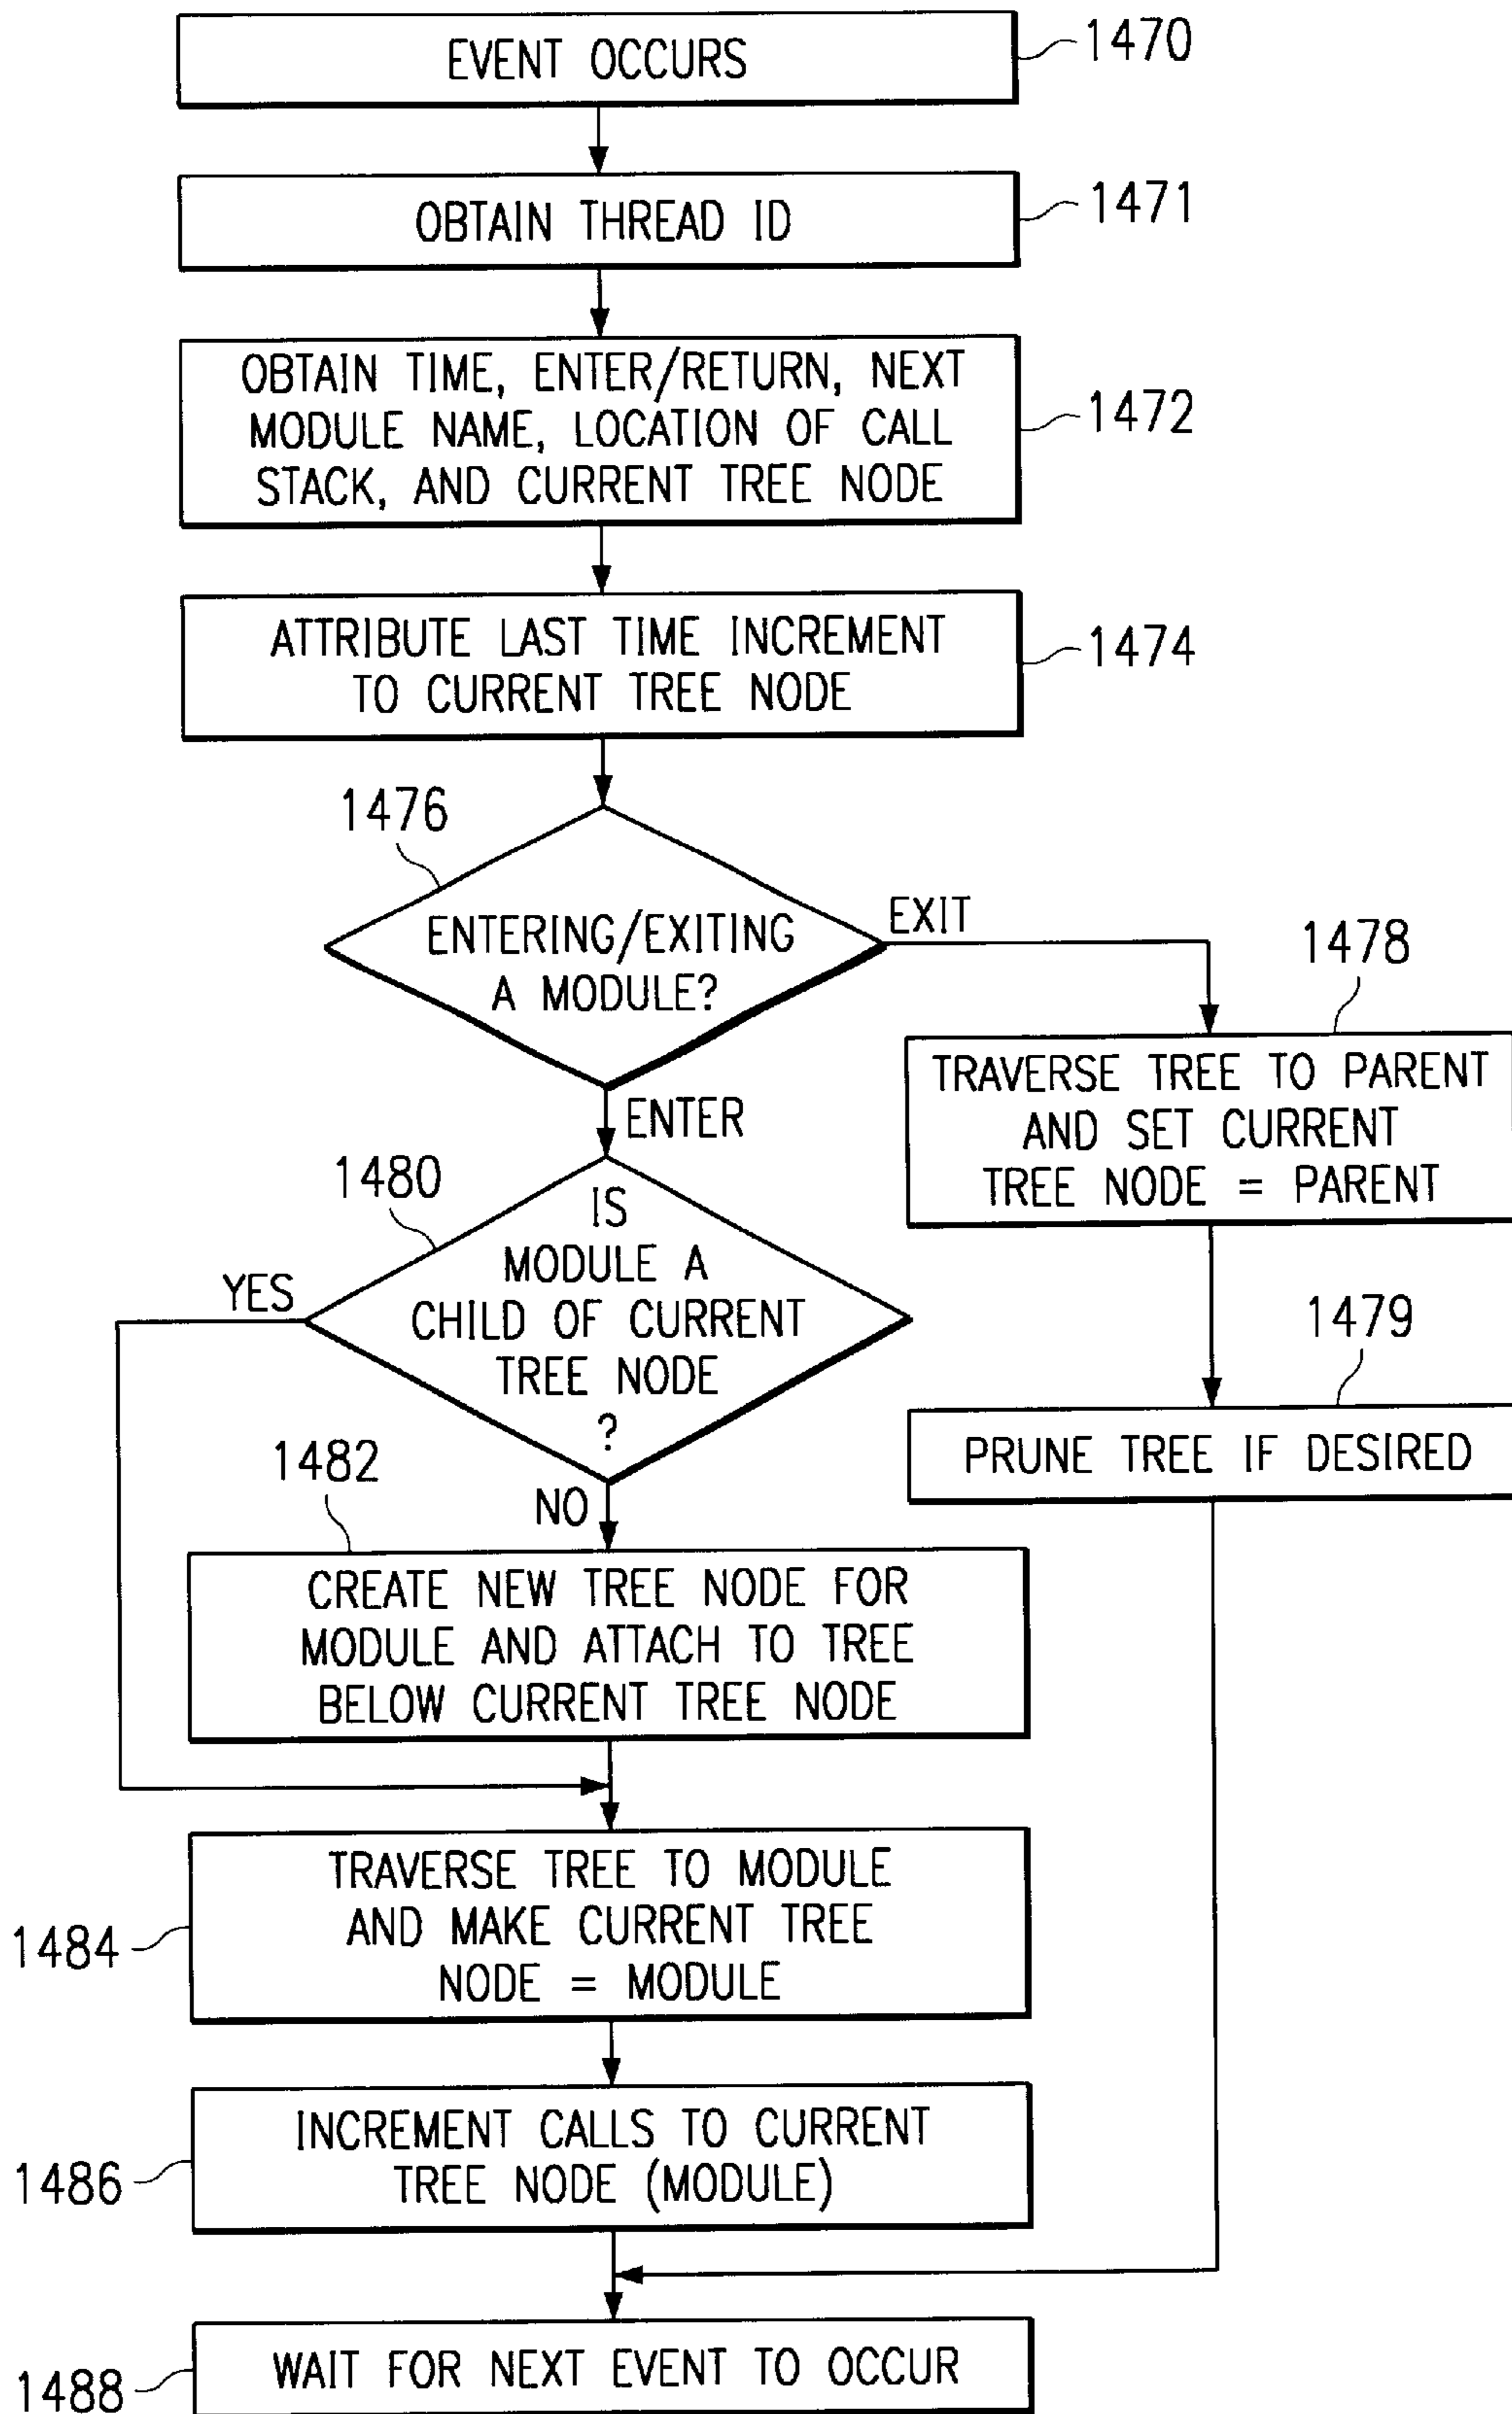 EVENT OCCURS
1470
OBTAIN THREAD ID
1471
OBTAIN TIME, ENTER/RETURN, NEXT
MODULE NAME, LOCATION OF CALL
STACK, AND CURRENT TREE NODE
1472
ATTRIBUTE LAST TIME INCREMENT
TO CURRENT TREE NODE
1474
1476
ENTERING/EXITING
A MODULE?
EXIT
ENTER
1478
TRAVERSE TREE TO PARENT
AND SET CURRENT
TREE NODE = PARENT
1480
IS
MODULE A
CHILD OF CURRENT
TREE NODE
?
YES
NO
1479
PRUNE TREE IF DESIRED
1482
CREATE NEW TREE NODE FOR
MODULE AND ATTACH TO TREE
BELOW CURRENT TREE NODE
TRAVERSE TREE TO MODULE
AND MAKE CURRENT TREE
NODE = MODULE
1484
INCREMENT CALLS TO CURRENT
TREE NODE (MODULE)
1486
WAIT FOR NEXT EVENT TO OCCUR
1488